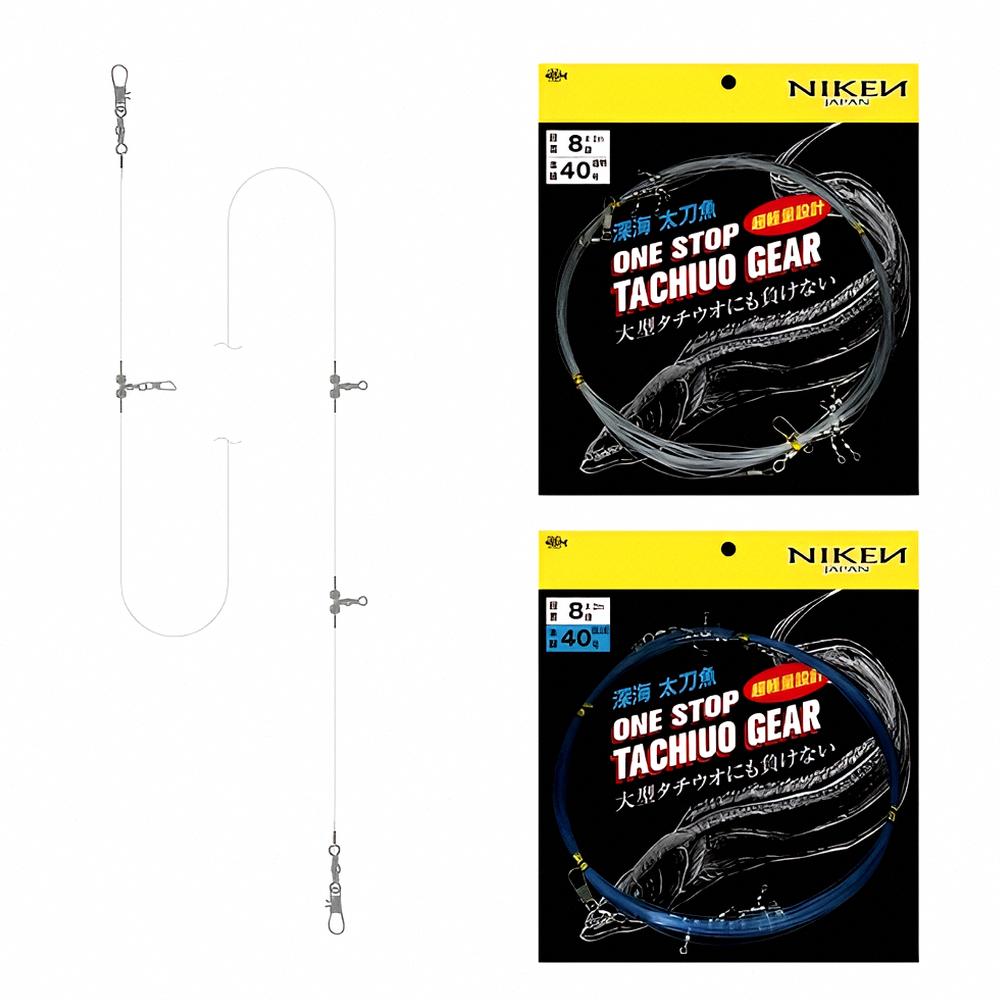 NIKEN
JAPAN
8
40
号
深海 太刀魚
超軽量設計
ONE STOP
TACHIUO GEAR
大型タチウオにも負けない
NIKEN
JAPAN
8
40
号
深海 太刀魚
超軽量設計
ONE STOP
TACHIUO GEAR
大型タチウオにも負けない